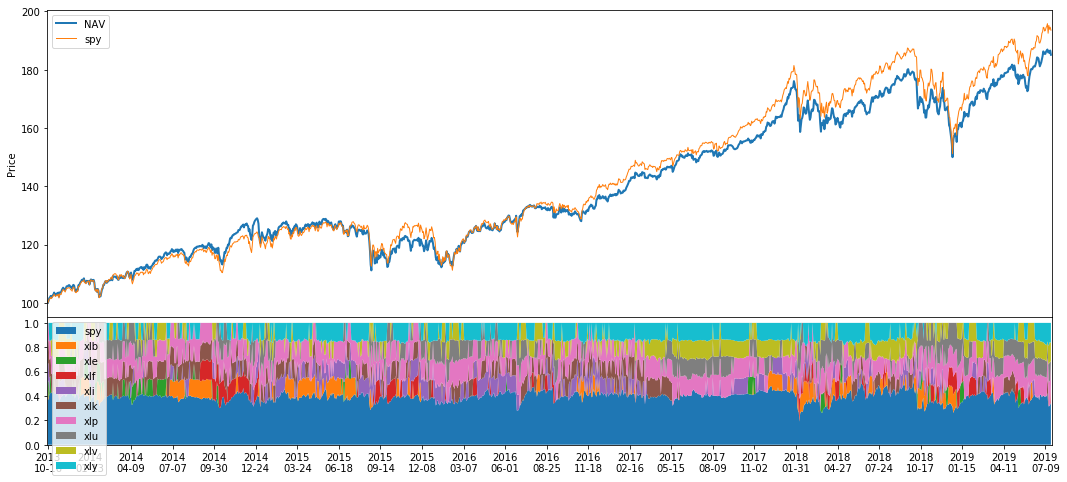 200
180
160
140
120
100
Price
NAV
spy
1.0
0.8
0.6
0.4
0.2
0.0
spy
xlb
xle
xlf
xli
xlk
xlp
xlu
xlv
xly
2014 2014 2014 2014 2015 2015 2015 2015 2016 2016 2016 2016 2017 2017 2017 2017 2018 2018 2018 2018 2019 2019 2019
04-09 07-07 09-30 12-24 03-24 06-18 09-14 12-08 03-07 06-01 08-25 11-18 02-16 05-15 08-09 11-02 01-31 04-27 07-24 10-17 01-15 04-11 07-09